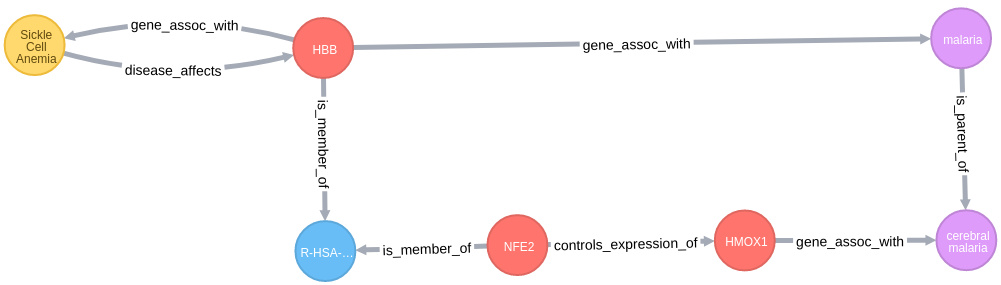 Sickle
Cell
Anemia
gene_assoc_with
disease_affects
HBB
gene_assoc_with
malaria
is_member_of
is_parent_of
R-HSA-...
is_member_of
NFE2
controls_expression_of
HMOX1
gene_assoc_with
cerebral
malaria